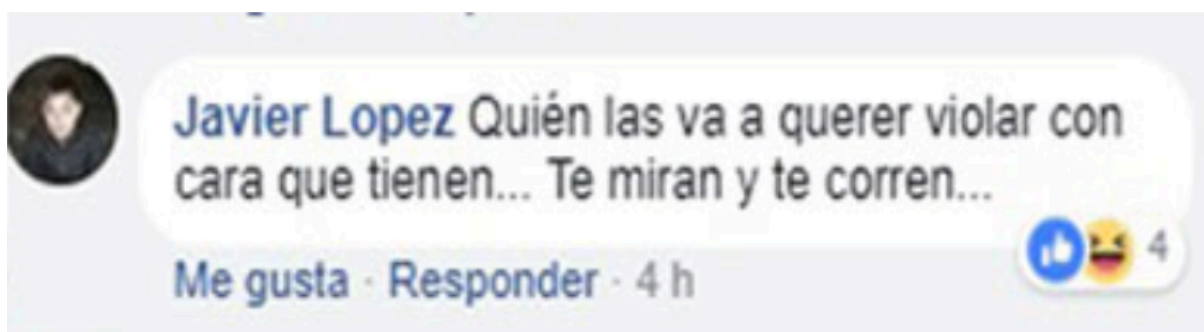 Javier Lopez Quién las va a querer violar con
cara que tienen... Te miran y te corren...
4
Me gusta · Responder · 4 h